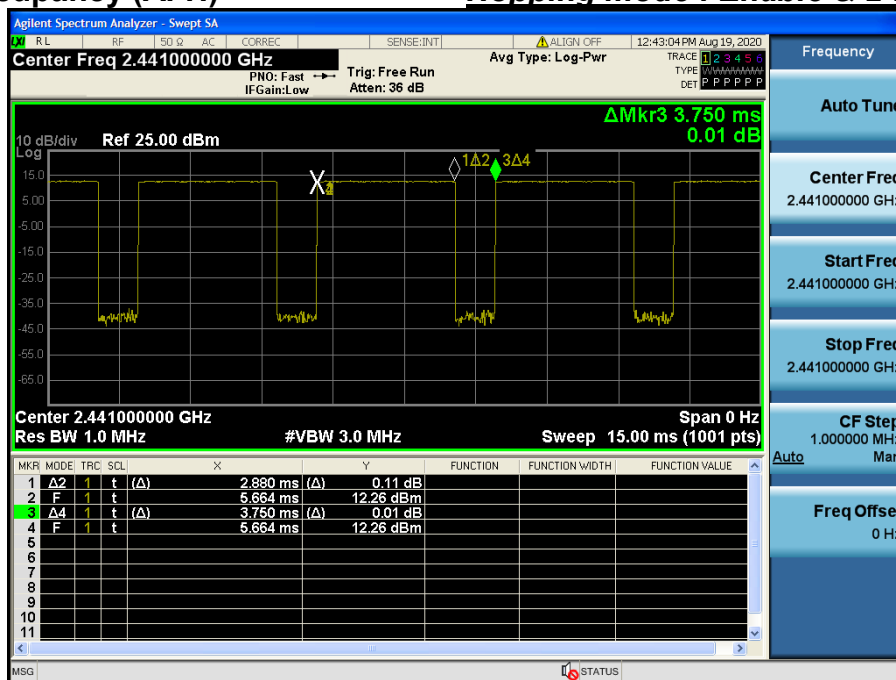 Agilent Spectrum Analyzer - Swept SA
LXI RL RF 50 Ω AC CORREC SENSE:INT ALIGN OFF 12:43:04 PM Aug 19, 2020
Center Freq 2.441000000 GHz
PNO: Fast
IFGain:Low
Trig: Free Run
Atten: 36 dB
Avg Type: Log-Pwr
TRACE 1 2 3 4 5 6
TYPE WWWWWW
DET P P P P P P
ΔMkr3 3.750 ms
0.01 dB
10 dB/div Ref 25.00 dBm
Log
1Δ2 3Δ4
15.0
5.00
-5.00
-15.0
-25.0
-35.0
-45.0
-55.0
-65.0
X
Center 2.441000000 GHz Span 0 Hz
Res BW 1.0 MHz #VBW 3.0 MHz Sweep 15.00 ms (1001 pts)
MKR MODE TRC SCL X Y FUNCTION FUNCTION WIDTH FUNCTION VALUE
1 Δ2 1 t (Δ) 2.880 ms (Δ) 0.11 dB
2 F 1 t 5.664 ms 12.26 dBm
3 Δ4 1 t (Δ) 3.750 ms (Δ) 0.01 dB
4 F 1 t 5.664 ms 12.26 dBm
5
6
7
8
9
10
11
MSG STATUS
Frequency
Auto Tune
Center Freq
2.441000000 GHz
Start Freq
2.441000000 GHz
Stop Freq
2.441000000 GHz
CF Step
1.000000 MHz
Auto Man
Freq Offset
0 Hz